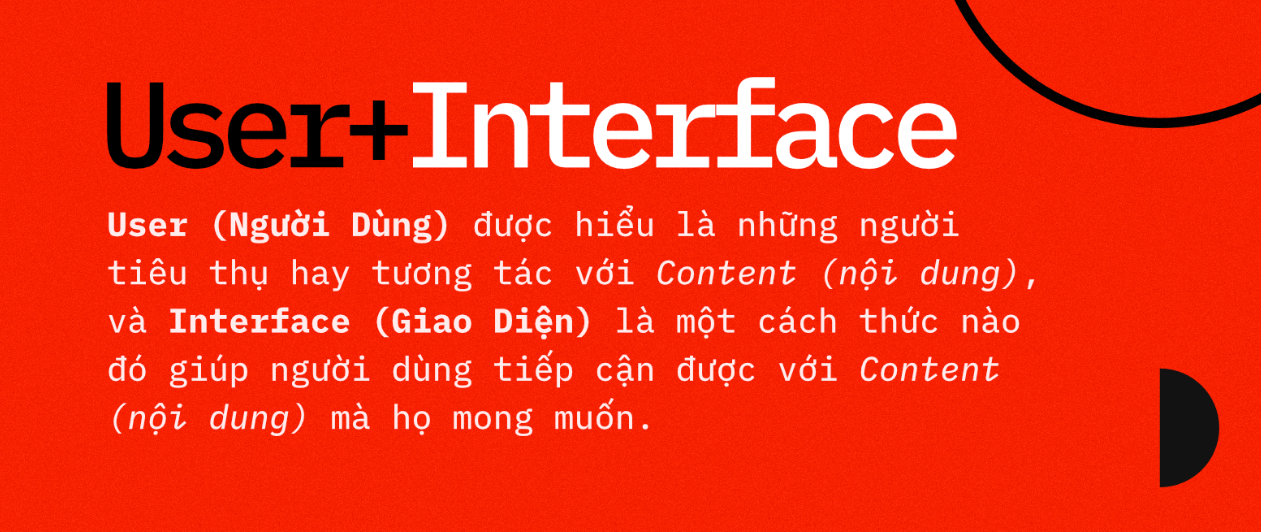 User+Interface
User (Người Dùng) được hiểu là những người
tiêu thụ hay tương tác với Content (nội dung),
và Interface (Giao Diện) là một cách thức nào
đó giúp người dùng tiếp cận được với Content
(nội dung) mà họ mong muốn.